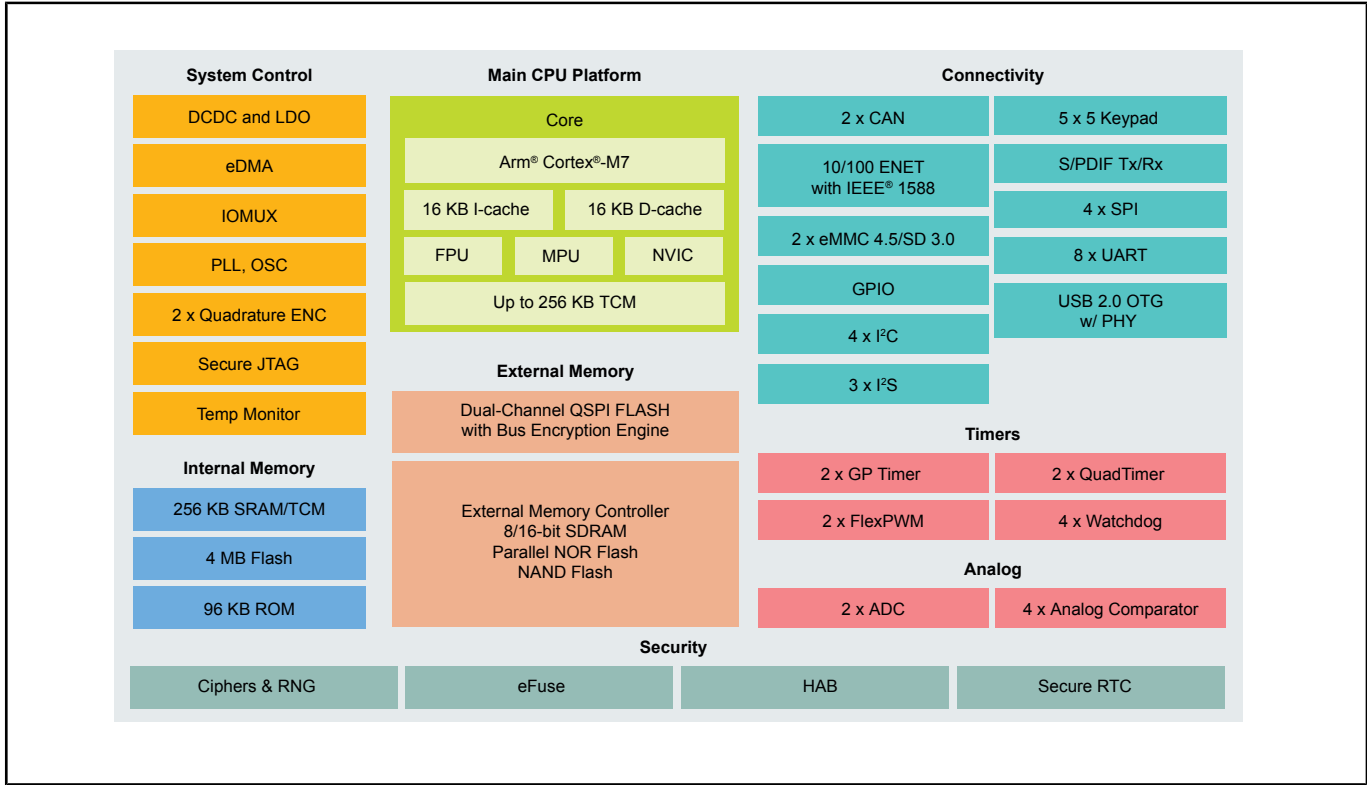 System Control
DCDC and LDO
eDMA
IOMUX
PLL, OSC
2 x Quadrature ENC
Secure JTAG
Temp Monitor
Internal Memory
256 KB SRAM/TCM
4 MB Flash
96 KB ROM
Main CPU Platform
Core
Arm® Cortex®-M7
16 KB I-cache
16 KB D-cache
FPU
MPU
NVIC
Up to 256 KB TCM
External Memory
Dual-Channel QSPI FLASH
with Bus Encryption Engine
External Memory Controller
8/16-bit SDRAM
Parallel NOR Flash
NAND Flash
Connectivity
2 x CAN
10/100 ENET
with IEEE® 1588
2 x eMMC 4.5/SD 3.0
GPIO
4 x I²C
3 x I²S
5 x 5 Keypad
S/PDIF Tx/Rx
4 x SPI
8 x UART
USB 2.0 OTG
w/ PHY
Timers
2 x GP Timer
2 x QuadTimer
2 x FlexPWM
4 x Watchdog
Analog
2 x ADC
4 x Analog Comparator
Security
Ciphers & RNG
eFuse
HAB
Secure RTC